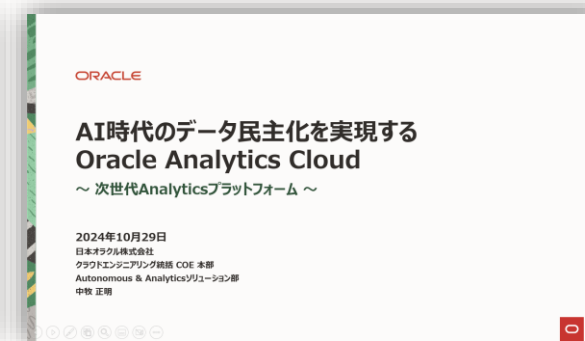 ORACLE
AI時代のデータ民主化を実現する
Oracle Analytics Cloud
～ 次世代Analyticsプラットフォーム ～
2024年10月29日
日本オラクル株式会社
クラウドエンジニアリング統括 COE 本部
Autonomous & Analyticsソリューション部
中牧 正明